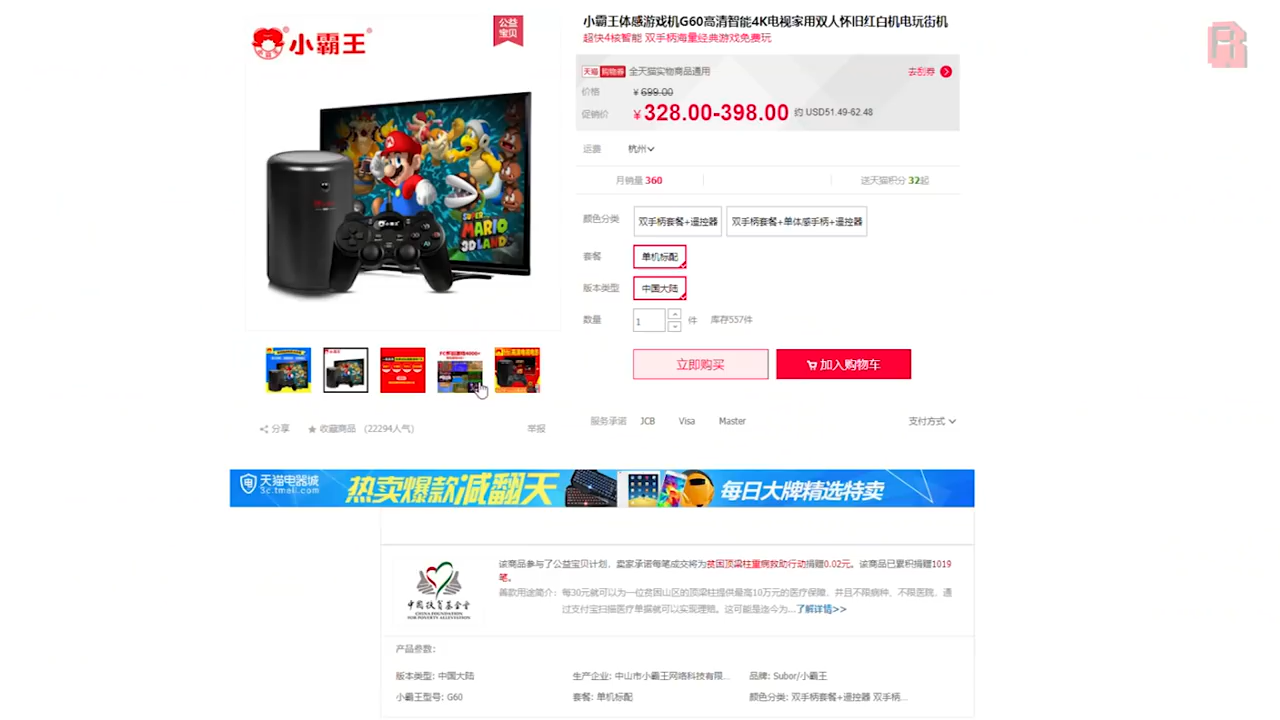 小霸王
公益
宝贝
SUPER
MARIO
3D LAND
小霸王体感游戏机G60高清智能4K电视家用双人怀旧红白机电玩街机
超快4核智能 双手柄海量经典游戏免费玩
天猫 购物券 全天猫实物商品通用 去刮券
价格 ¥699.00
促销价 ¥328.00-398.00 约 USD51.49-62.48
运费 杭州
月销量 360 送天猫积分 32起
颜色分类 双手柄套餐+遥控器 双手柄套餐+单体感手柄+遥控器
套餐 单机标配
版本类型 中国大陆
数量 1 件 库存557件
立即购买 加入购物车
分享 收藏商品 (22294人气) 举报
服务承诺 JCB Visa Master 支付方式
天猫电器城
3c.tmall.com
热卖爆款减翻天 每日大牌精选特卖
该商品参与了公益宝贝计划，卖家承诺每笔成交将为贫困顶梁柱重病救助行动捐赠0.02元。该商品已累积捐赠1019
笔。
善款用途简介：每30元就可以为一位贫困山区的顶梁柱提供最高10万元的医疗保障，并且不限病种、不限医院，通
过支付宝扫描医疗单据就可以实现理赔。这可能是迄今为...了解详情>>
中国扶贫基金会
CHINA FOUNDATION
FOR POVERTY ALLEVIATION
产品参数：
版本类型: 中国大陆 生产企业: 中山市小霸王网络科技有限... 品牌: Subor/小霸王
小霸王型号: G60 套餐: 单机标配 颜色分类: 双手柄套餐+遥控器 双手柄...